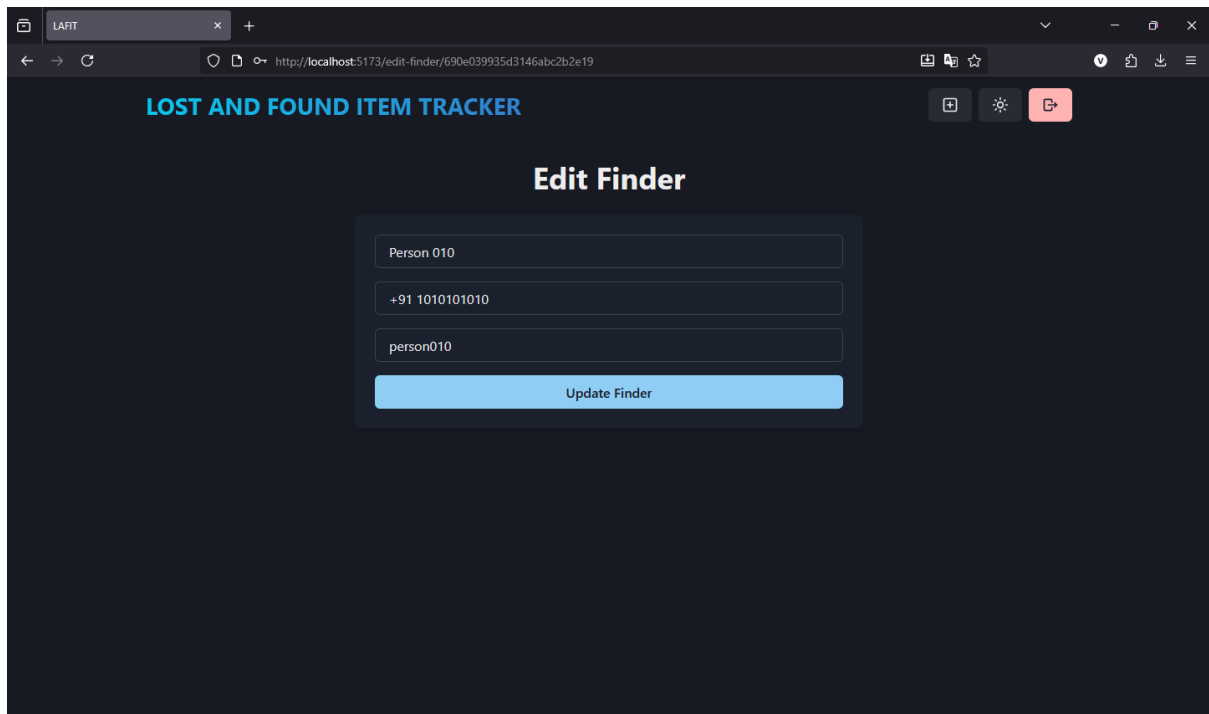 LAFIT
http://localhost:5173/edit-finder/690e039935d3146abc2b2e19
V
LOST AND FOUND ITEM TRACKER
Edit Finder
Person 010
+91 1010101010
person010
Update Finder